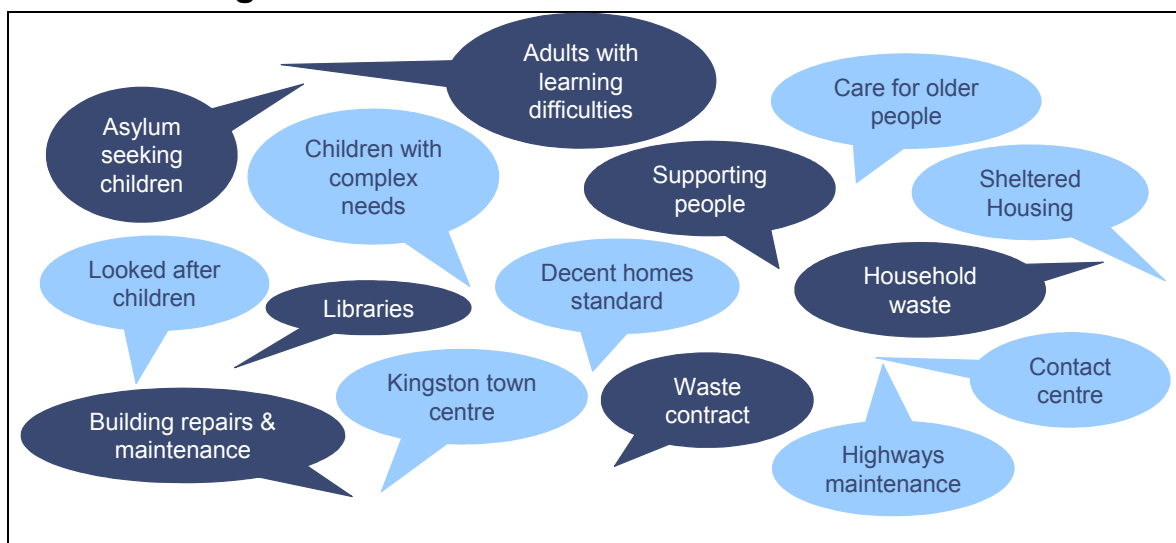 Adults with
learning
difficulties
Care for older
people
Asylum
seeking
children
Children with
complex
needs
Supporting
people
Sheltered
Housing
Looked after
children
Libraries
Decent homes
standard
Household
waste
Building repairs &
maintenance
Kingston town
centre
Waste
contract
Contact
centre
Highways
maintenance